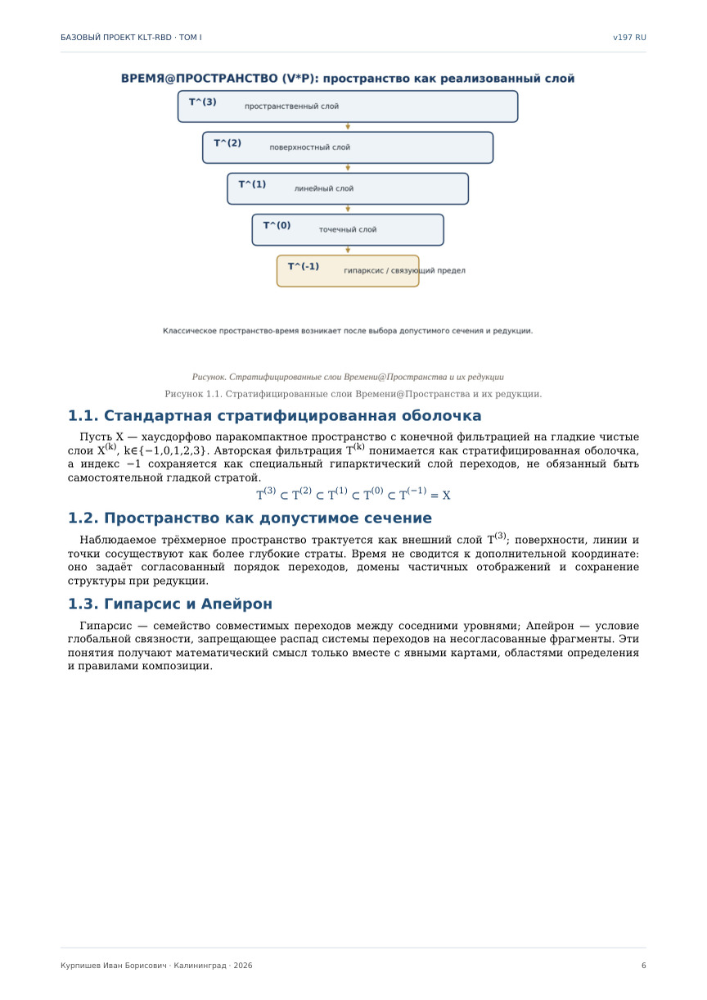 БАЗОВЫЙ ПРОЕКТ KLT-RBD · ТОМ I
v197 RU
ВРЕМЯ@ПРОСТРАНСТВО (V*P): пространство как реализованный слой
T^(3) пространственный слой
T^(2) поверхностный слой
T^(1) линейный слой
T^(0) точечный слой
T^(-1) гипарксис / связующий предел
Классическое пространство-время возникает после выбора допустимого сечения и редукции.
Рисунок. Стратифицированные слои Времени@Пространства и их редукции
Рисунок 1.1. Стратифицированные слои Времени@Пространства и их редукции.
1.1. Стандартная стратифицированная оболочка
Пусть X — хаусдорфово паракомпактное пространство с конечной фильтрацией на гладкие чистые
слои X^(k), k∈{−1,0,1,2,3}. Авторская фильтрация T^(k) понимается как стратифицированная оболочка,
а индекс −1 сохраняется как специальный гипарктический слой переходов, не обязанный быть
самостоятельной гладкой стратой.
T^(3) ⊂ T^(2) ⊂ T^(1) ⊂ T^(0) ⊂ T^(−1) = X
1.2. Пространство как допустимое сечение
Наблюдаемое трёхмерное пространство трактуется как внешний слой T^(3); поверхности, линии и
точки сосуществуют как более глубокие страты. Время не сводится к дополнительной координате:
оно задаёт согласованный порядок переходов, домены частичных отображений и сохранение
структуры при редукции.
1.3. Гипарсис и Апейрон
Гипарсис — семейство совместимых переходов между соседними уровнями; Апейрон — условие
глобальной связности, запрещающее распад системы переходов на несогласованные фрагменты. Эти
понятия получают математический смысл только вместе с явными картами, областями определения
и правилами композиции.
Курпишев Иван Борисович · Калининград · 2026
6